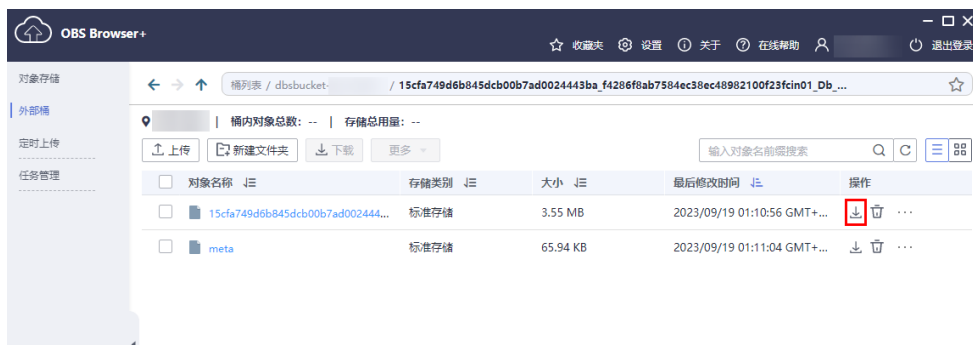 OBS Browser+
收藏夹 设置 关于 在线帮助 退出登录
对象存储
外部桶
定时上传
任务管理
桶列表 / dbsbucket- / 15cfa749d6b845dcb00b7ad0024443ba_f4286f8ab7584ec38ec48982100f23fcin01_Db_...
| 桶内对象总数: -- | 存储总用量: --
上传 新建文件夹 下载 更多 输入对象名前缀搜索
对象名称 存储类别 大小 最后修改时间 操作
15cfa749d6b845dcb00b7ad002444... 标准存储 3.55 MB 2023/09/19 01:10:56 GMT+... ...
meta 标准存储 65.94 KB 2023/09/19 01:11:04 GMT+... ...